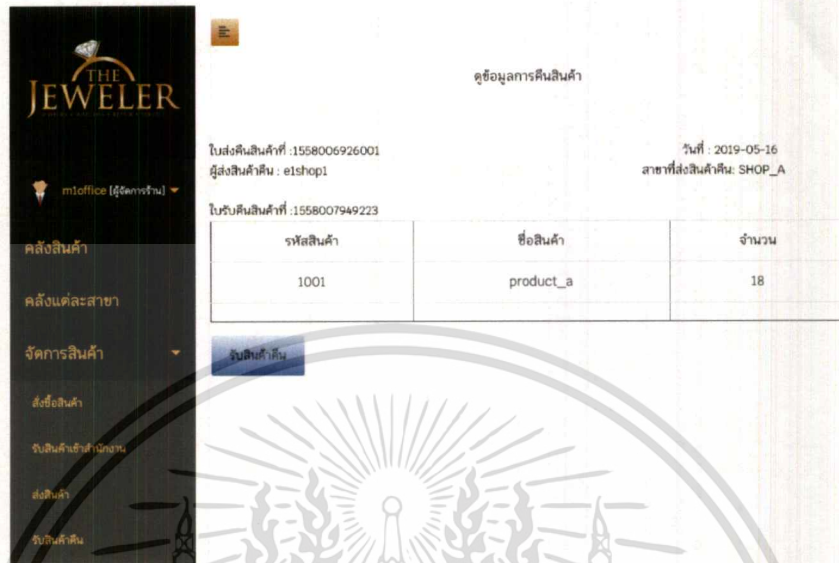 THE
JEWELER
m1office [ผู้จัดการร้าน]
คลังสินค้า
คลังแต่ละสาขา
จัดการสินค้า
สั่งซื้อสินค้า
รับสินค้าเข้าสำนักงาน
ส่งสินค้า
รับสินค้าคืน
ดูข้อมูลการคืนสินค้า
ใบส่งคืนสินค้าที่ :1558006926001
วันที่ : 2019-05-16
ผู้ส่งสินค้าคืน : e1shop1
สาขาที่ส่งสินค้าคืน: SHOP_A
ใบรับคืนสินค้าที่ :1558007949223
รหัสสินค้า ชื่อสินค้า จำนวน
1001 product_a 18
รับสินค้าคืน